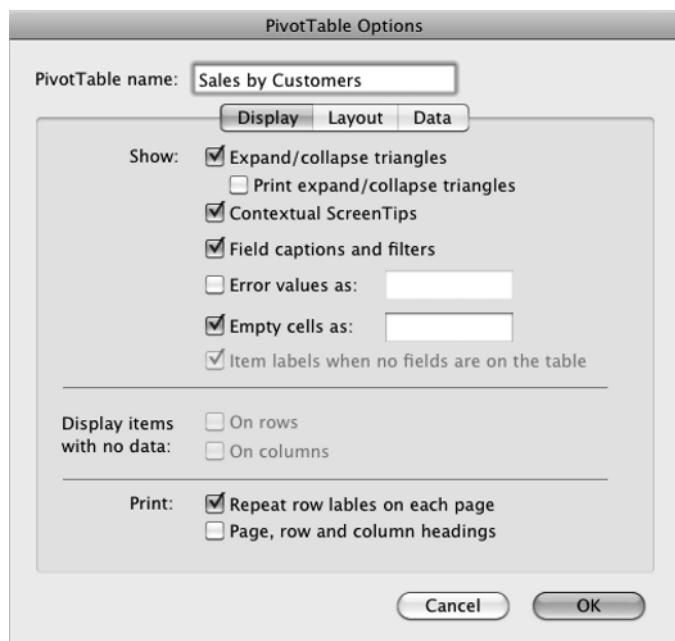 PivotTable Options
PivotTable name: Sales by Customers
Display Layout Data
Show: Expand/collapse triangles
Print expand/collapse triangles
Contextual ScreenTips
Field captions and filters
Error values as:
Empty cells as:
Item labels when no fields are on the table
Display items
with no data:
On rows
On columns
Print: Repeat row lables on each page
Page, row and column headings
Cancel OK